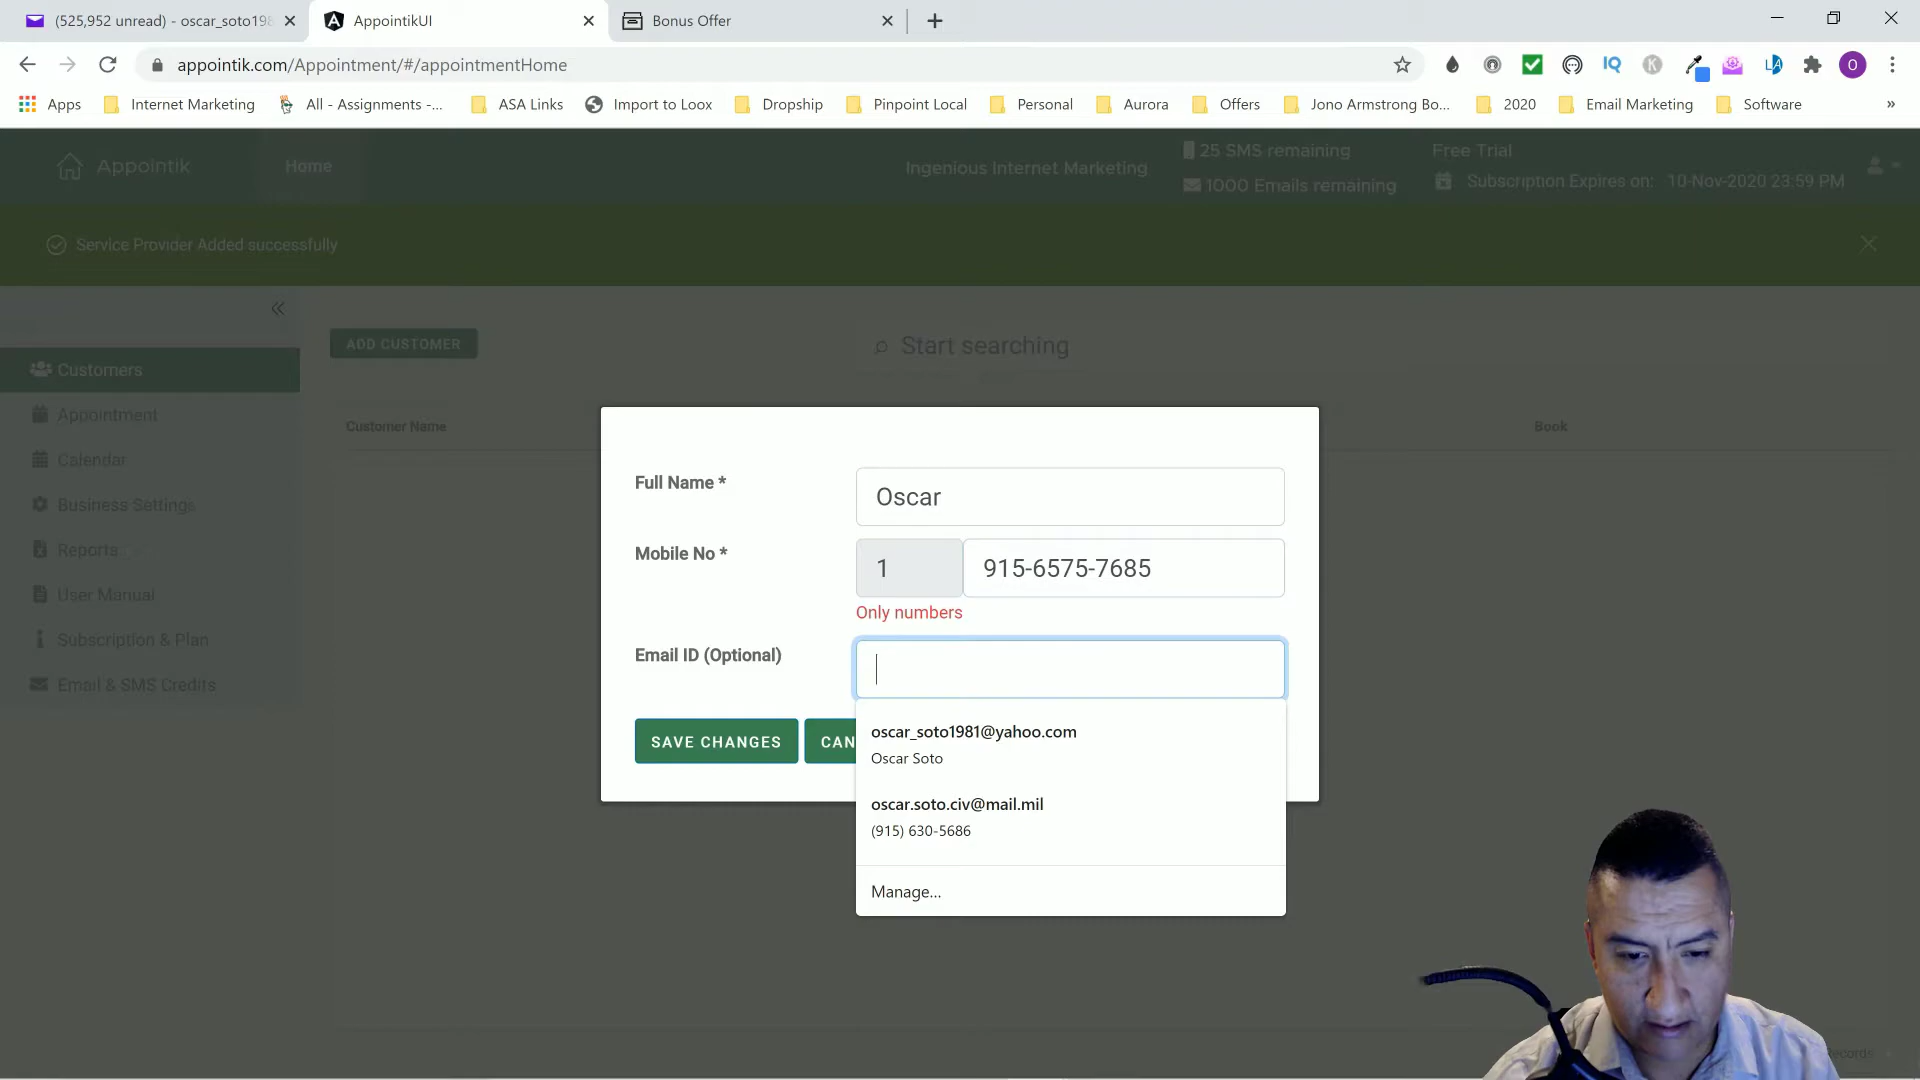 (525,952 unread) - oscar_soto198
AppointikUI
Bonus Offer
appointik.com/Appointment/#/appointmentHome
IQ
K
LA
O
Apps
Internet Marketing
All - Assignments -...
ASA Links
Import to Loox
Dropship
Pinpoint Local
Personal
Aurora
Offers
Jono Armstrong Bo...
2020
Email Marketing
Software
»
Appointik
Home
Ingenious Internet Marketing
25 SMS remaining
1000 Emails remaining
Free Trial
Subscription Expires on: 10-Nov-2020 23:59 PM
Service Provider Added successfully
Customers
Appointment
Calendar
Business Settings
Reports
User Manual
Subscription & Plan
Email & SMS Credits
ADD CUSTOMER
Start searching
Customer Name
Book
Full Name *
Oscar
Mobile No *
1
915-6575-7685
Only numbers
Email ID (Optional)
SAVE CHANGES
CAN
oscar_soto1981@yahoo.com
Oscar Soto
oscar.soto.civ@mail.mil
(915) 630-5686
Manage...